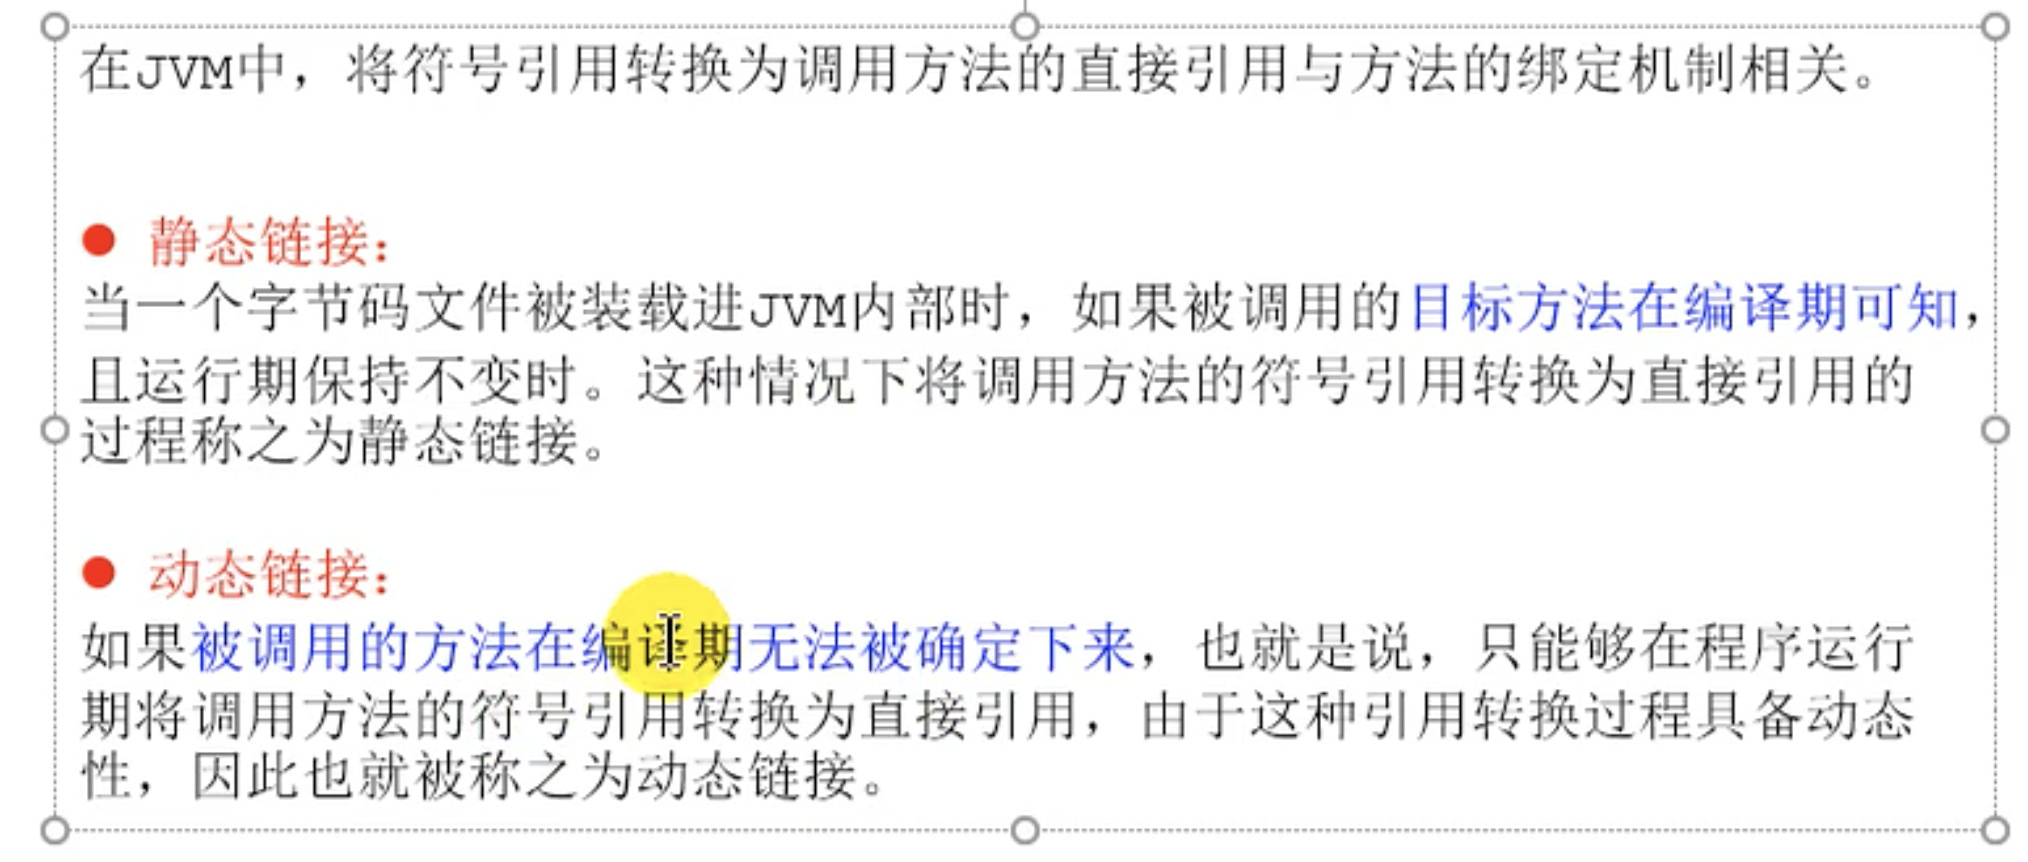 在JVM中，将符号引用转换为调用方法的直接引用与方法的绑定机制相关。
● 静态链接：
当一个字节码文件被装载进JVM内部时，如果被调用的目标方法在编译期可知，
且运行期保持不变时。这种情况下将调用方法的符号引用转换为直接引用的
过程称之为静态链接。
● 动态链接：
如果被调用的方法在编译期无法被确定下来，也就是说，只能够在程序运行
期将调用方法的符号引用转换为直接引用，由于这种引用转换过程具备动态
性，因此也就被称之为动态链接。